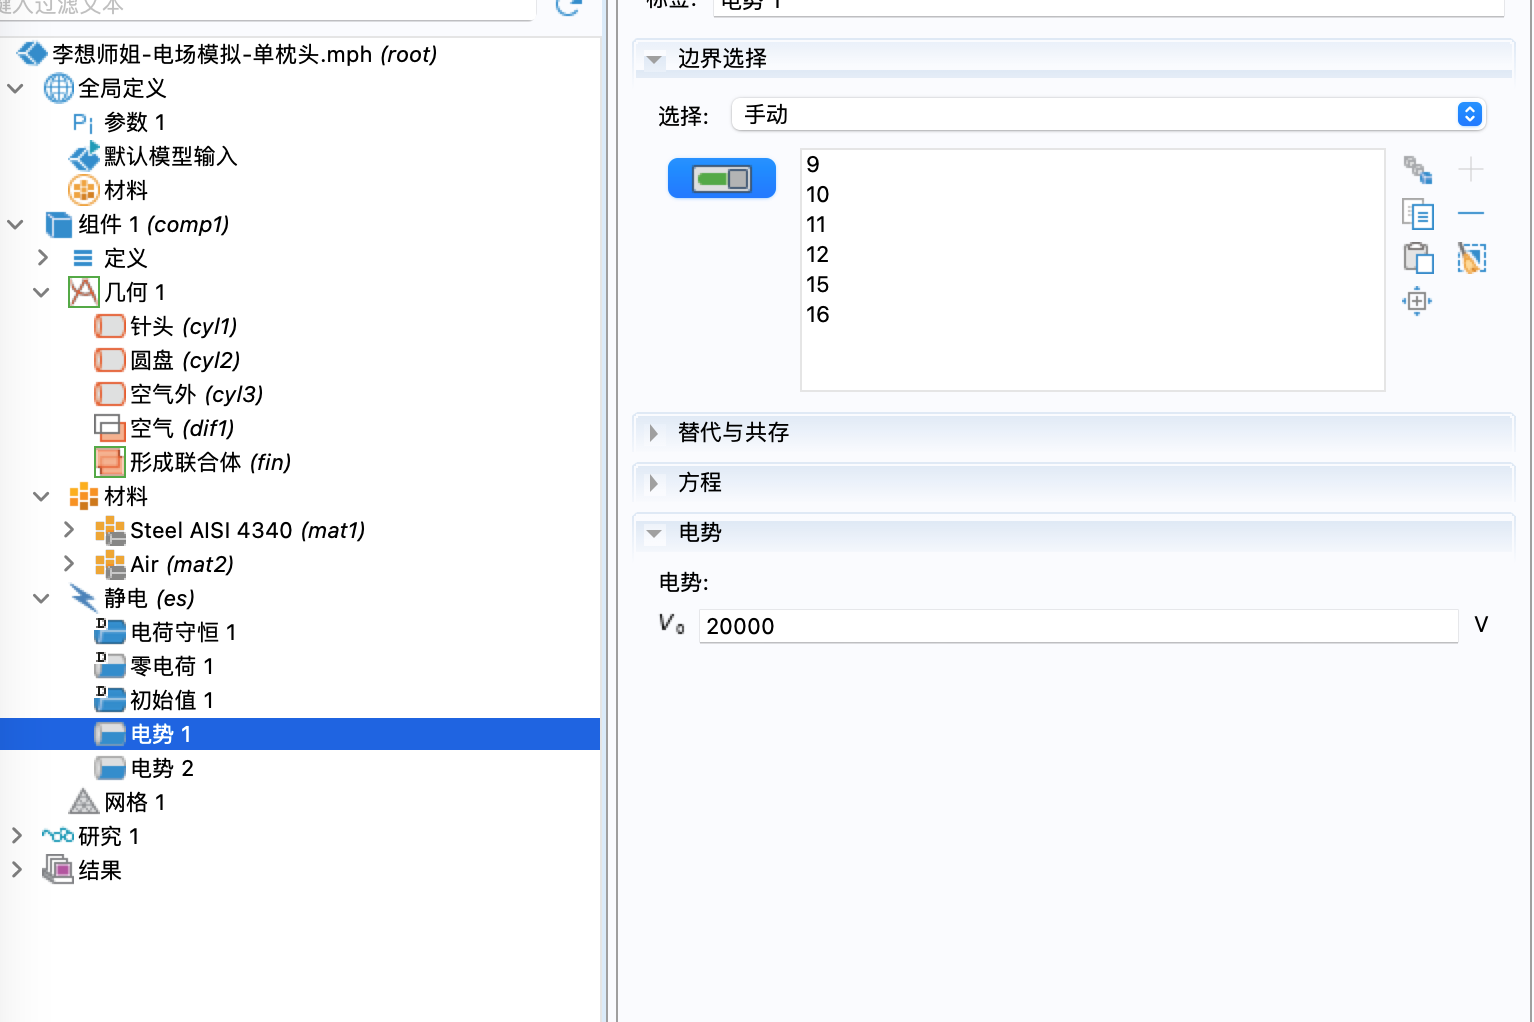 键入过滤文本
李想师姐-电场模拟-单枕头.mph (root)
全局定义
Pi 参数 1
默认模型输入
材料
组件 1 (comp1)
定义
几何 1
针头 (cyl1)
圆盘 (cyl2)
空气外 (cyl3)
空气 (dif1)
形成联合体 (fin)
材料
Steel AISI 4340 (mat1)
Air (mat2)
静电 (es)
D 电荷守恒 1
D 零电荷 1
D 初始值 1
电势 1
电势 2
网格 1
研究 1
结果
标签: 电势 1
边界选择
选择: 手动
9
10
11
12
15
16
替代与共存
方程
电势
电势:
V0 20000 V